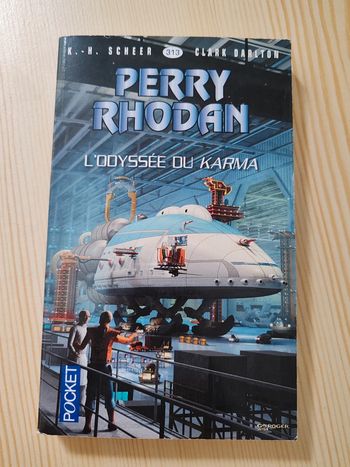 K.-H. SCHEER 313 CLARK DARLTON
PERRY
RHODAN
L'ODYSSÉE DU KARMA
POCKET